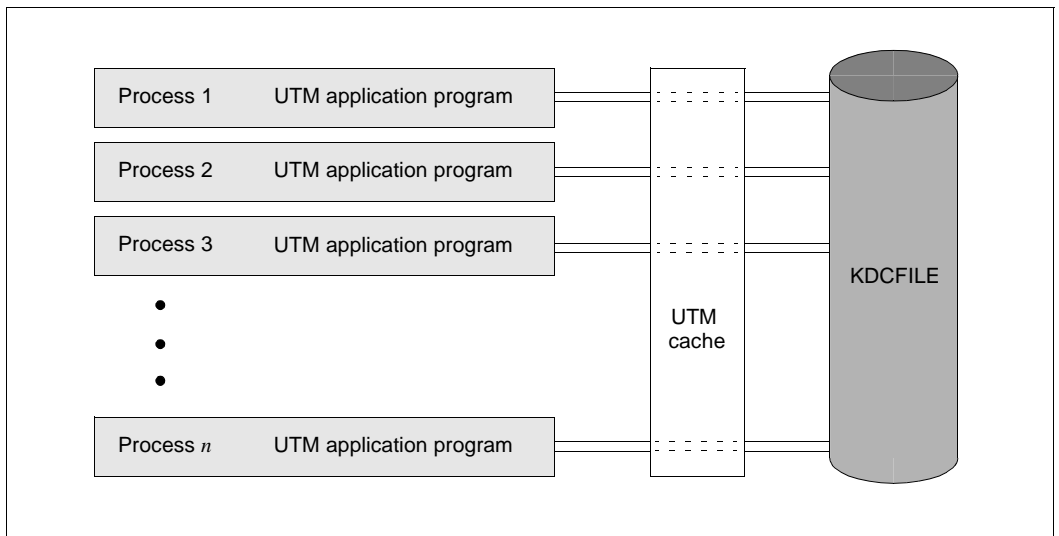 Process 1 UTM application program
Process 2 UTM application program
Process 3 UTM application program
KDCFILE
UTM
cache
Process n UTM application program